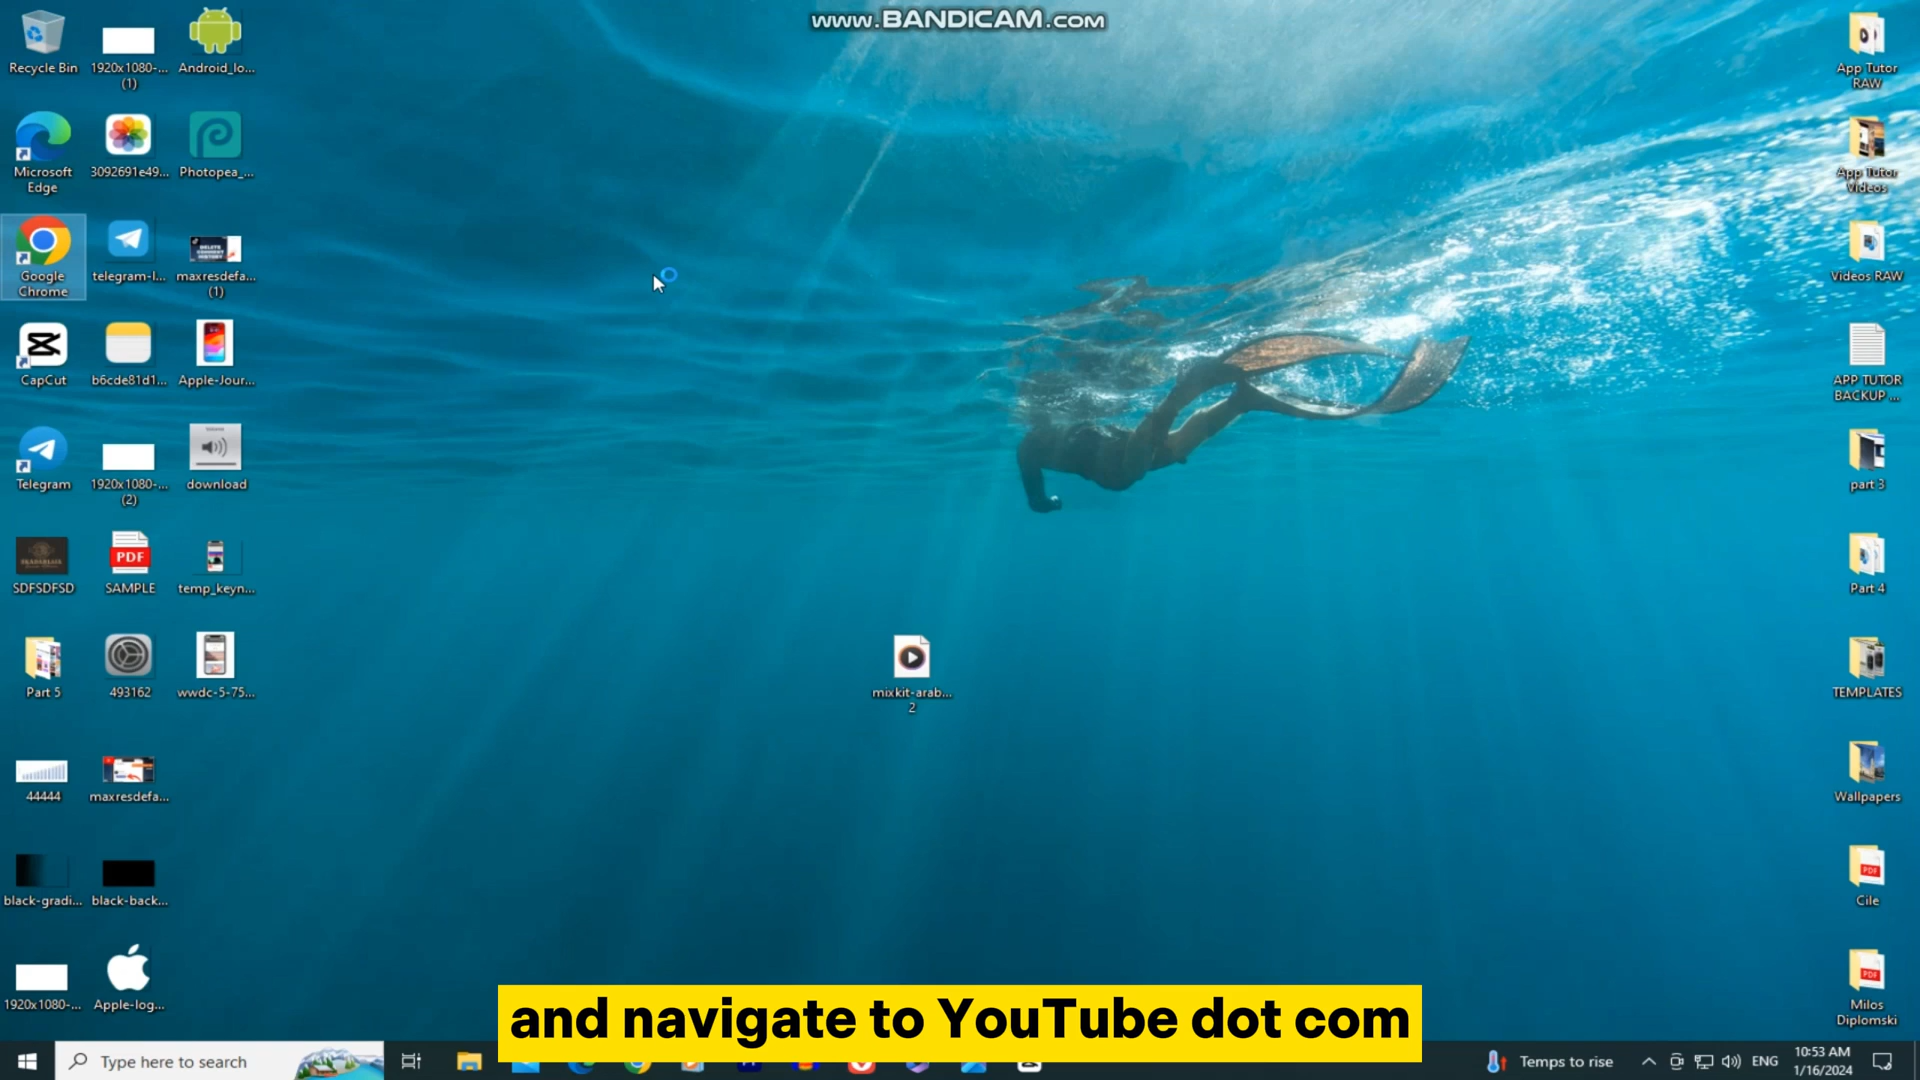 www.BANDICAM.com
Recycle Bin
1920x1080-...
(1)
Android_lo...
Microsoft
Edge
3092691e49...
Photopea_...
Google
Chrome
telegram-l...
maxresdefa...
(1)
CapCut
b6cde81d1...
Apple-Jour...
Telegram
1920x1080-...
(2)
download
SDFSDFSD
PDF
SAMPLE
temp_keyn...
Part 5
493162
wwdc-5-75...
44444
maxresdefa...
black-gradi...
black-back...
1920x1080-...
Apple-log...
mixkit-arab...
2
App Tutor
RAW
App Tutor
Videos
Videos RAW
APP TUTOR
BACKUP ...
part 3
Part 4
TEMPLATES
Wallpapers
PDF
Cile
PDF
Milos
Diplomski
and navigate to YouTube dot com
Type here to search
Temps to rise
ENG
10:53 AM
1/16/2024